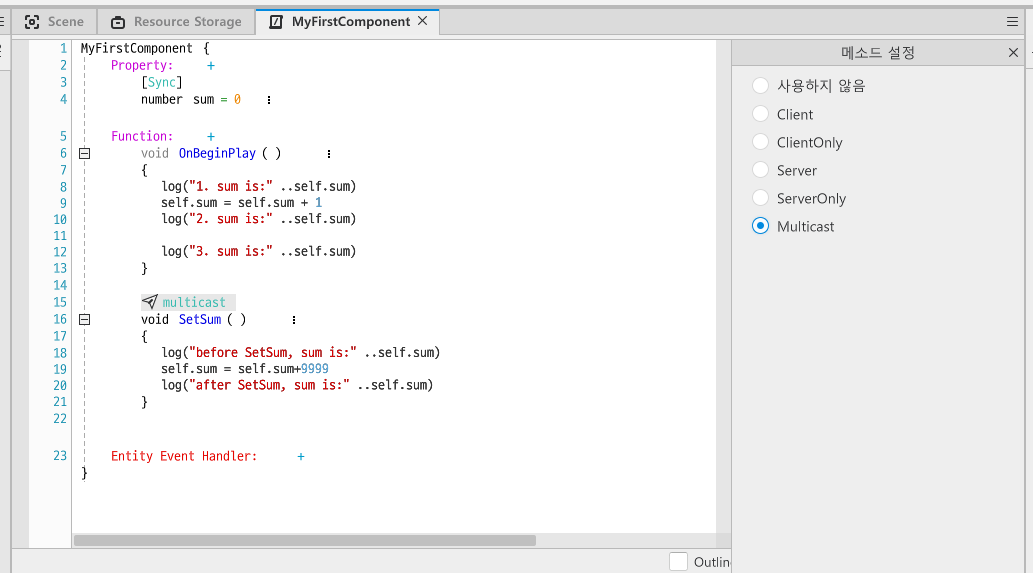 Scene
Resource Storage
MyFirstComponent
1 MyFirstComponent {
2 Property: +
3 [Sync]
4 number sum = 0
5 Function: +
6 void OnBeginPlay ( )
7 {
8 log("1. sum is:" ..self.sum)
9 self.sum = self.sum + 1
10 log("2. sum is:" ..self.sum)
11
12 log("3. sum is:" ..self.sum)
13 }
14
15 multicast
16 void SetSum ( )
17 {
18 log("before SetSum, sum is:" ..self.sum)
19 self.sum = self.sum+9999
20 log("after SetSum, sum is:" ..self.sum)
21 }
22
23 Entity Event Handler: +
}
메소드 설정
사용하지 않음
Client
ClientOnly
Server
ServerOnly
Multicast